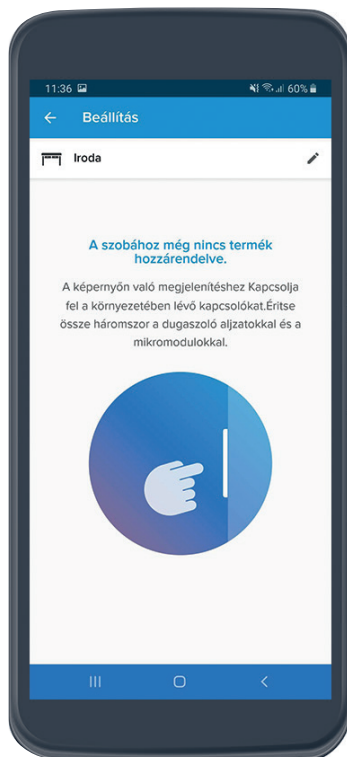 11:36 60%
Beállítás
Iroda
A szobához még nincs termék
hozzárendelve.
A képernyőn való megjelenítéshez Kapcsolja
fel a környezetében lévő kapcsolókat.Éritse
össze háromszor a dugaszoló aljzatokkal és a
mikromodulokkal.